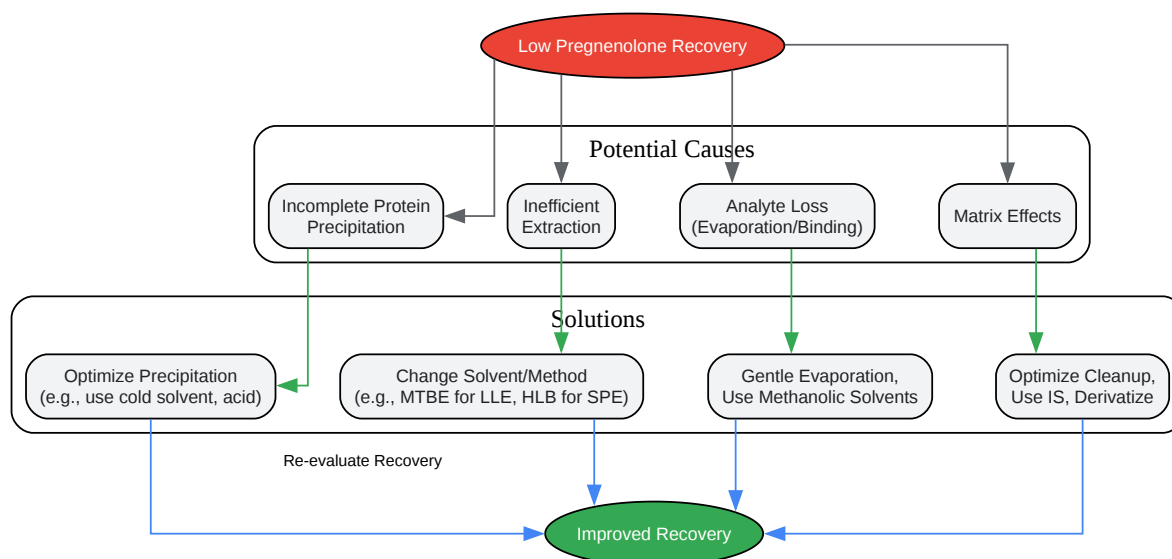 Low Pregnenolone Recovery
Potential Causes
Incomplete Protein
Precipitation
Inefficient
Extraction
Analyte Loss
(Evaporation/Binding)
Matrix Effects
Solutions
Optimize Precipitation
(e.g., use cold solvent, acid)
Change Solvent/Method
(e.g., MTBE for LLE, HLB for SPE)
Gentle Evaporation,
Use Methanolic Solvents
Optimize Cleanup,
Use IS, Derivatize
Re-evaluate Recovery
Improved Recovery